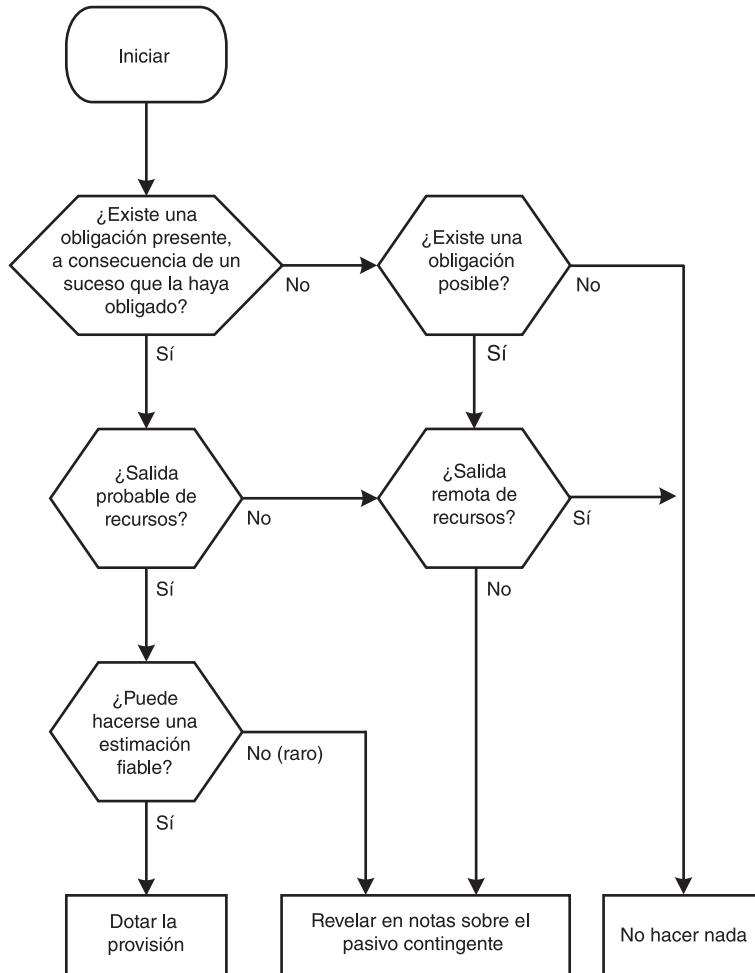 Iniciar
¿Existe una
obligación presente,
a consecuencia de un
suceso que la haya
obligado?
No
¿Existe una
obligación
posible?
No
Sí
Sí
¿Salida
probable de
recursos?
No
¿Salida
remota de
recursos?
Sí
Sí
No
¿Puede
hacerse una
estimación
fiable?
No (raro)
Sí
Dotar la
provisión
Revelar en notas sobre el
pasivo contingente
No hacer nada